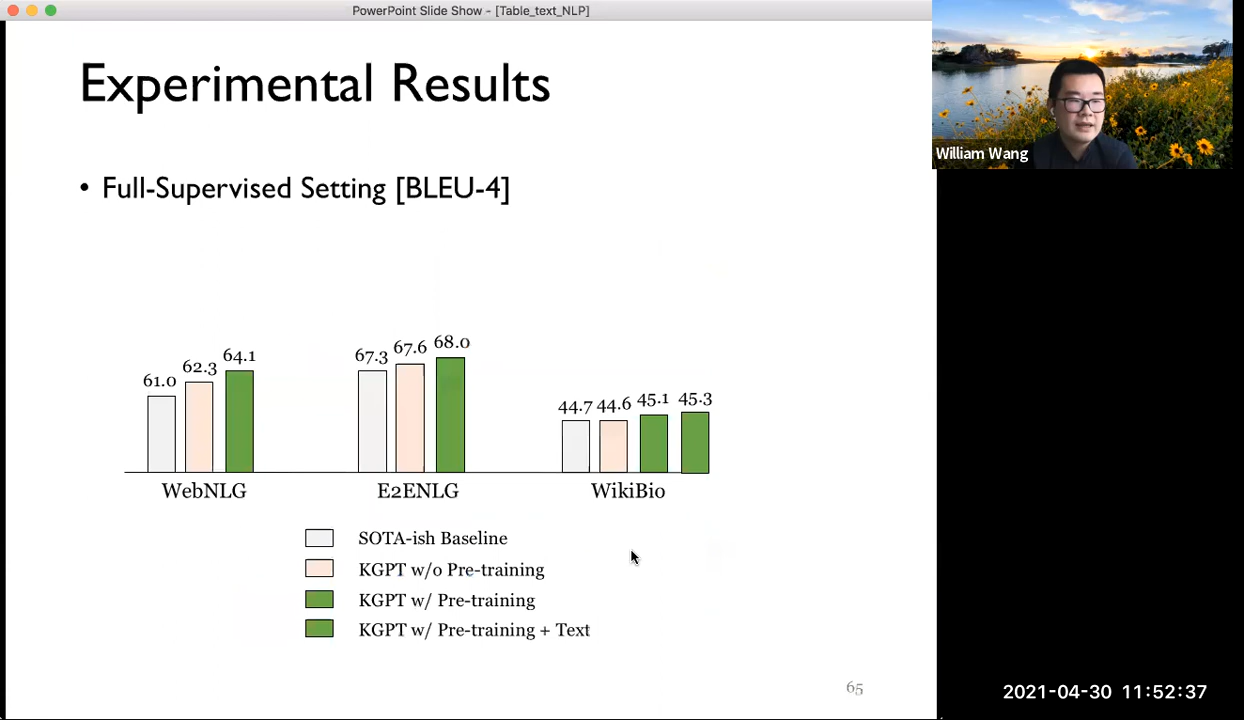 PowerPoint Slide Show - [Table_text_NLP]
William Wang
Experimental Results
• Full-Supervised Setting [BLEU-4]
61.0 62.3 64.1
67.3 67.6 68.0
44.7 44.6 45.1 45.3
WebNLG E2ENLG WikiBio
SOTA-ish Baseline
KGPT w/o Pre-training
KGPT w/ Pre-training
KGPT w/ Pre-training + Text
65
2021-04-30 11:52:37